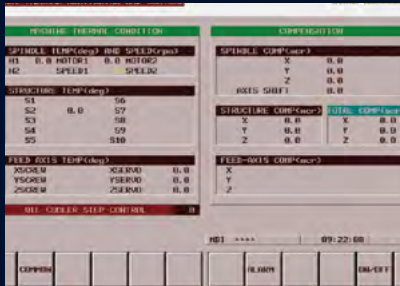 MACHINE THERMAL CONDITION
SPINDLE TEMP(deg) AND SPEED(rpm)
H1 0.0 MOTOR1 0.0 MOTOR2
H2 SPEED1 SPEED2
STRUCTURE TEMP(deg)
S1 S6
S2 0.0 S7
S3 S8
S4 S9
S5 S10
FEED AXIS TEMP(deg)
XSCREW XSERVO 0.0
YSCREW YSERVO 0.0
ZSCREW ZSERVO 0.0
OIL COOLER STEP CONTROL 0
COMPENSATION
SPINDLE COMP(mcr)
X 0.0
Y 0.0
Z 0.0
AXIS SHIFT 0.0
STRUCTURE COMP(mcr) TOTAL COMP(mcr)
X 0.0 X 0.0
Y 0.0 Y 0.0
Z 0.0 Z 0.0
FEED-AXIS COMP(mcr)
X
Y
Z
MDI **** 09:22:08
COMMON ALARM ON/OFF